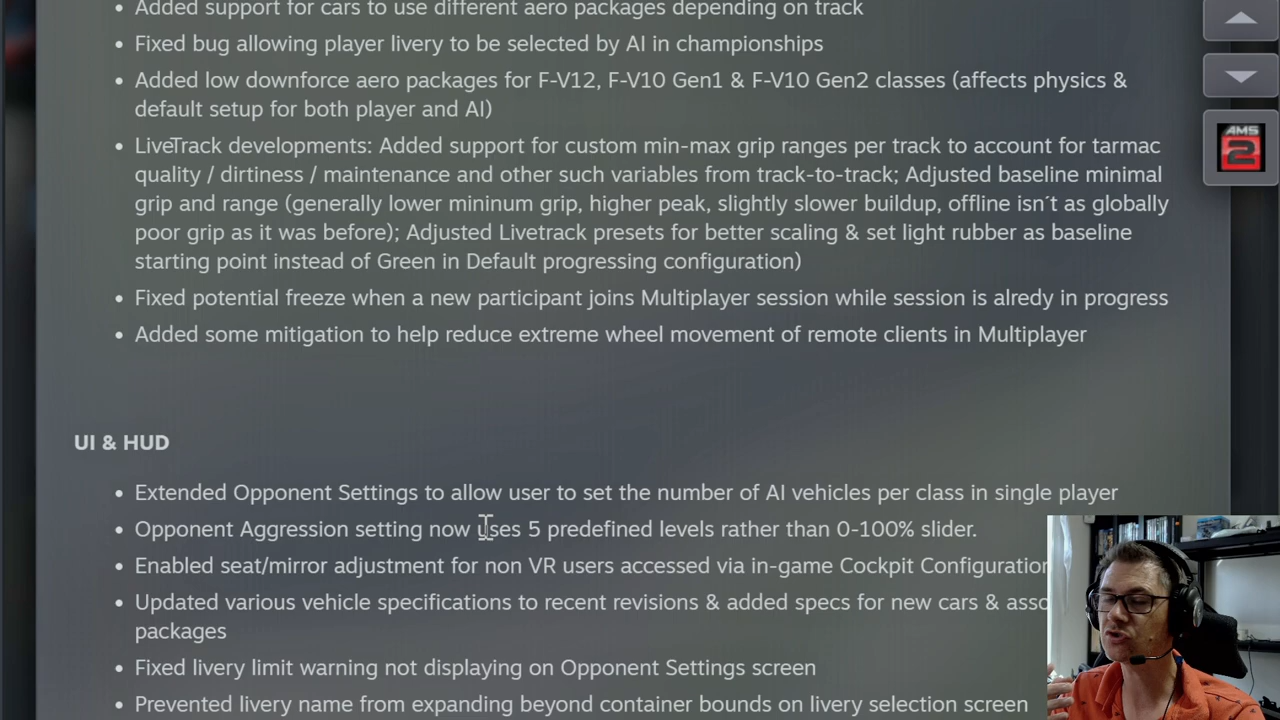 Added support for cars to use different aero packages depending on track
Fixed bug allowing player livery to be selected by AI in championships
Added low downforce aero packages for F-V12, F-V10 Gen1 & F-V10 Gen2 classes (affects physics &
default setup for both player and AI)
LiveTrack developments: Added support for custom min-max grip ranges per track to account for tarmac
quality / dirtiness / maintenance and other such variables from track-to-track; Adjusted baseline minimal
grip and range (generally lower mininum grip, higher peak, slightly slower buildup, offline isn´t as globally
poor grip as it was before); Adjusted Livetrack presets for better scaling & set light rubber as baseline
starting point instead of Green in Default progressing configuration)
Fixed potential freeze when a new participant joins Multiplayer session while session is alredy in progress
Added some mitigation to help reduce extreme wheel movement of remote clients in Multiplayer
AMS
2
UI & HUD
Extended Opponent Settings to allow user to set the number of AI vehicles per class in single player
Opponent Aggression setting now uses 5 predefined levels rather than 0-100% slider.
Enabled seat/mirror adjustment for non VR users accessed via in-game Cockpit Configuration
Updated various vehicle specifications to recent revisions & added specs for new cars & asso
packages
Fixed livery limit warning not displaying on Opponent Settings screen
Prevented livery name from expanding beyond container bounds on livery selection screen